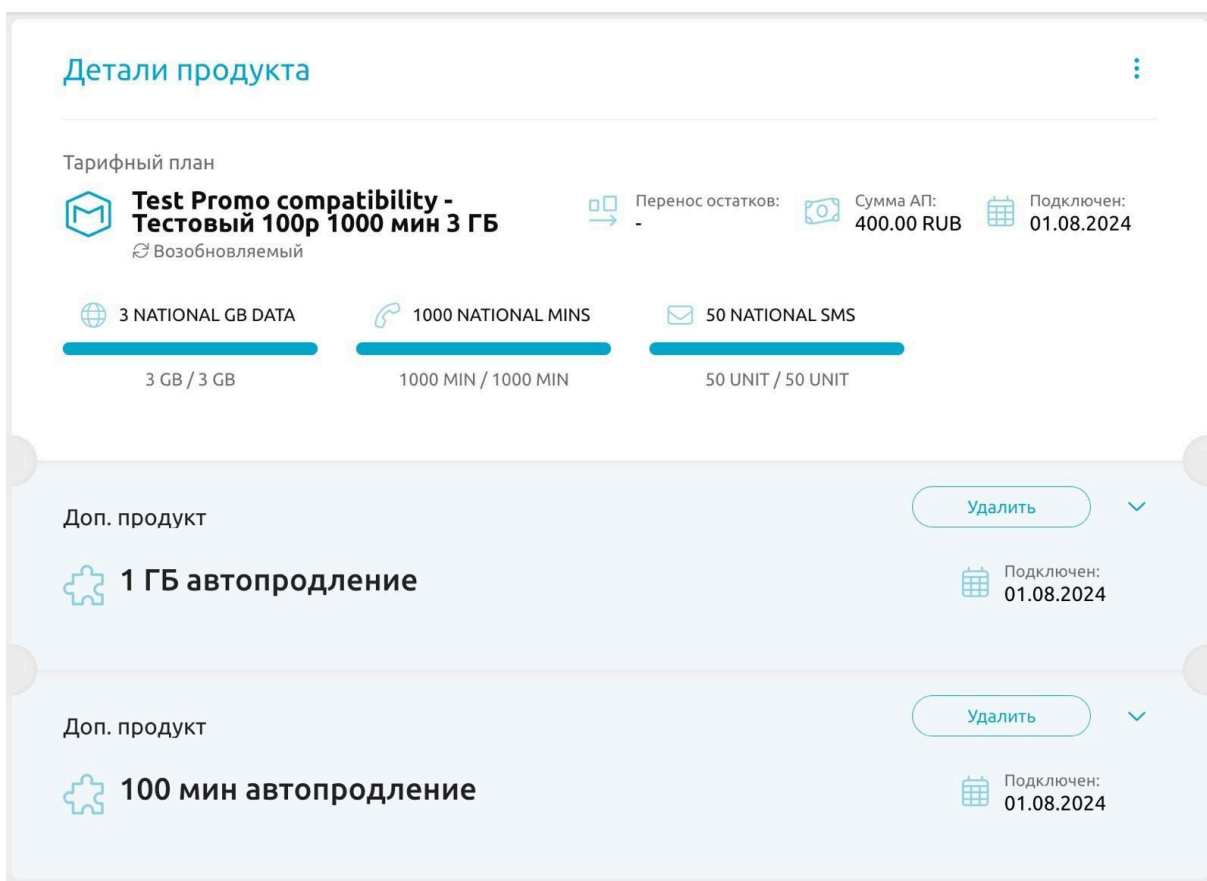 Детали продукта
Тарифный план
Test Promo compatibility -
Тестовый 100р 1000 мин 3 ГБ
Возобновляемый
Перенос остатков:
-
Сумма АП:
400.00 RUB
Подключен:
01.08.2024
3 NATIONAL GB DATA
1000 NATIONAL MINS
50 NATIONAL SMS
3 GB / 3 GB
1000 MIN / 1000 MIN
50 UNIT / 50 UNIT
Доп. продукт
Удалить
1 ГБ автопродление
Подключен:
01.08.2024
Доп. продукт
Удалить
100 мин автопродление
Подключен:
01.08.2024